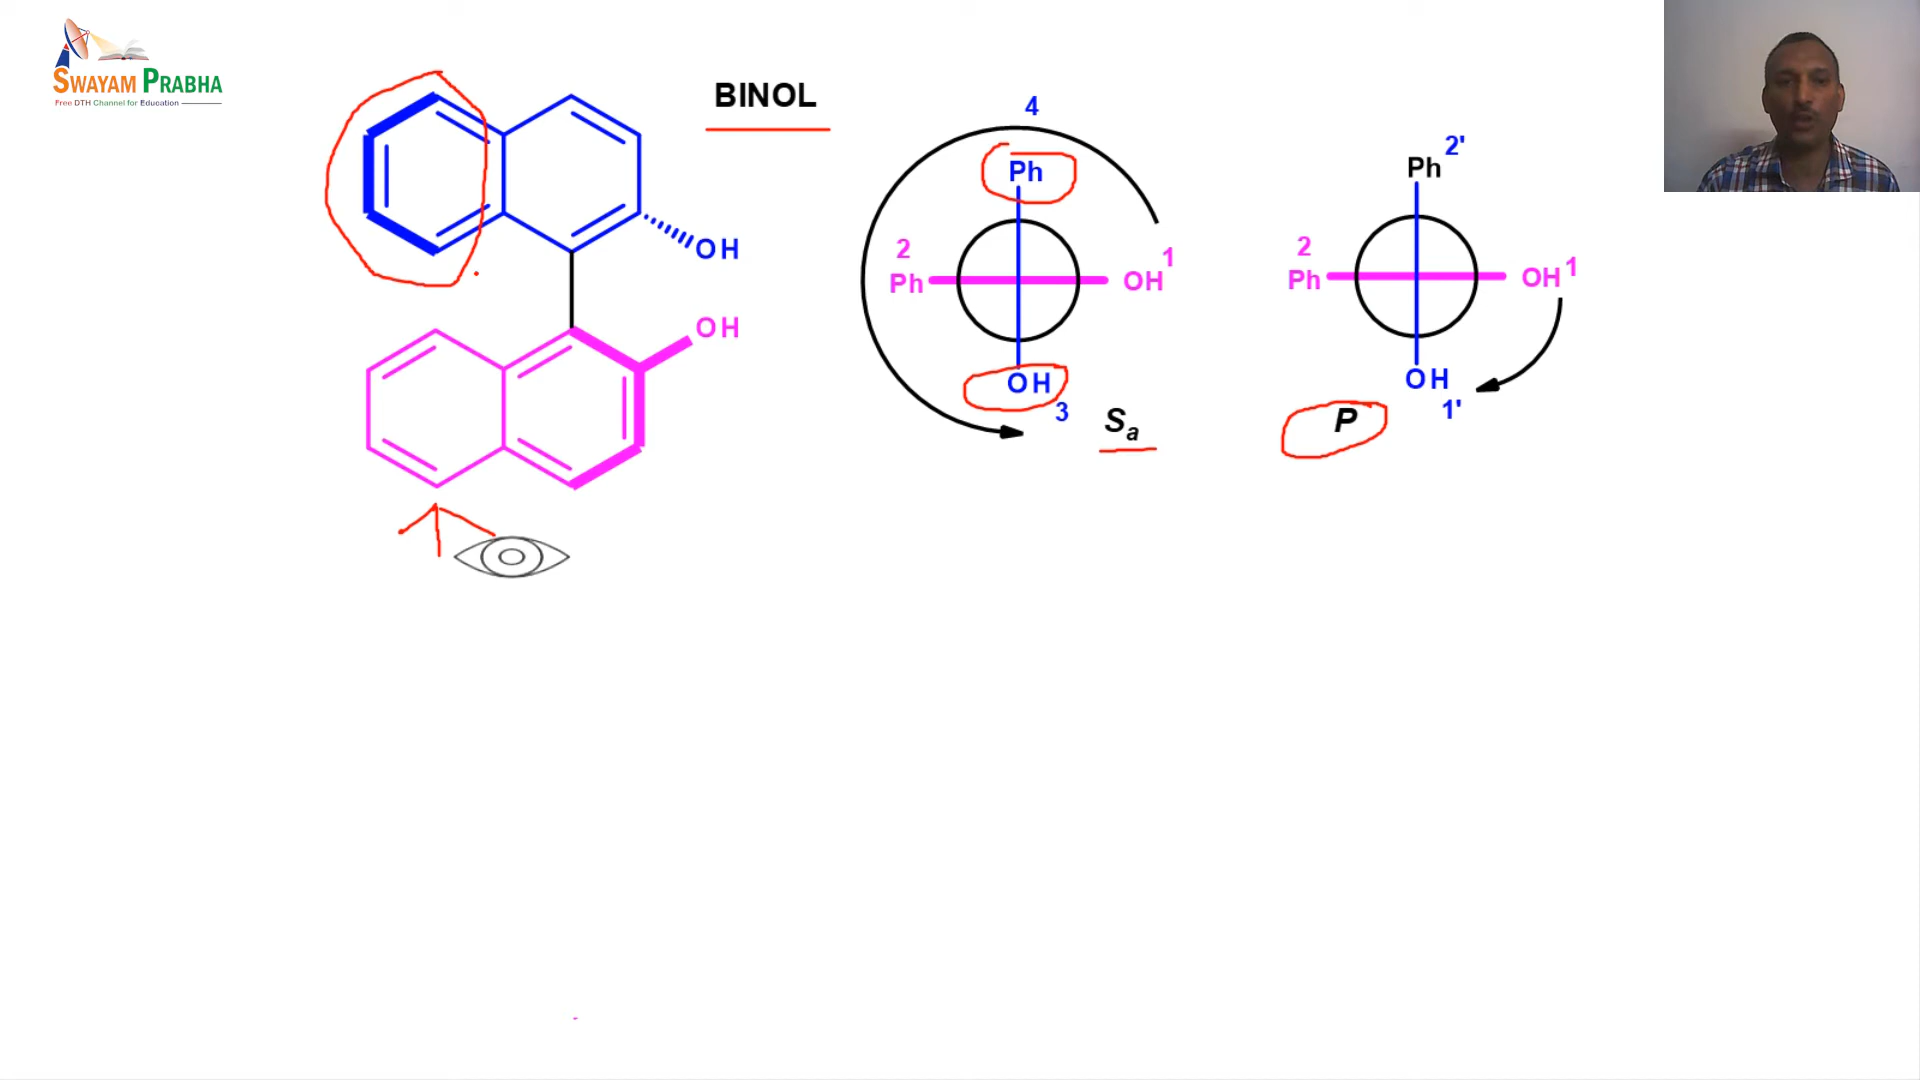 SWAYAM PRABHA
Free DTH Channel for Education
BINOL
OH
OH
4
Ph
2
Ph
OH 1
OH
3
Sa
Ph 2'
2
Ph
OH 1
OH
1'
P